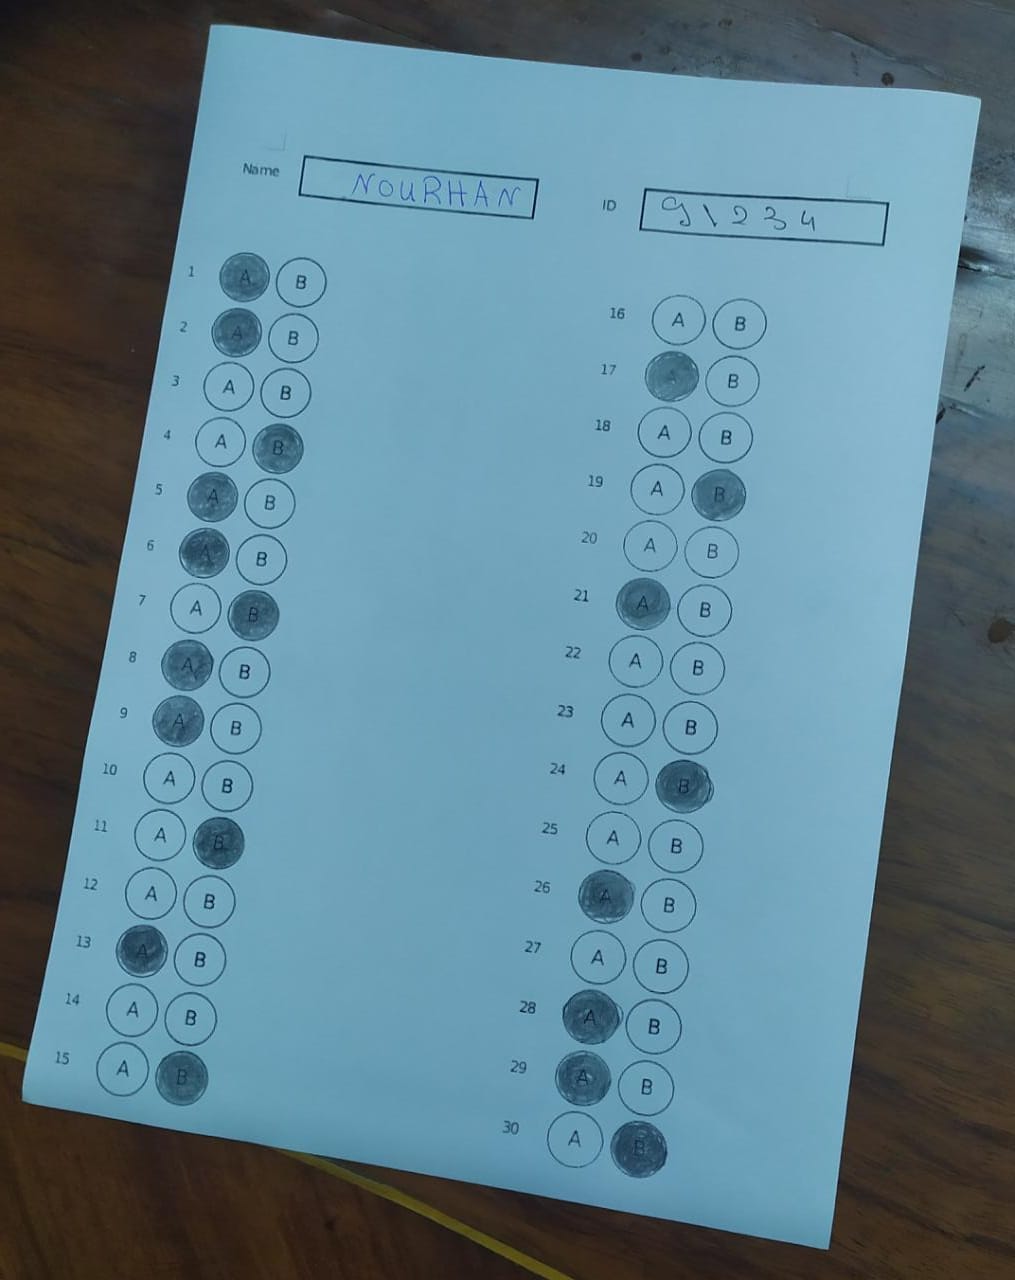 Name NOURHAN
ID 91234
1 A B
2 A B
3 A B
4 A B
5 A B
6 A B
7 A B
8 A B
9 A B
10 A B
11 A B
12 A B
13 A B
14 A B
15 A B
16 A B
17 A B
18 A B
19 A B
20 A B
21 A B
22 A B
23 A B
24 A B
25 A B
26 A B
27 A B
28 A B
29 A B
30 A B